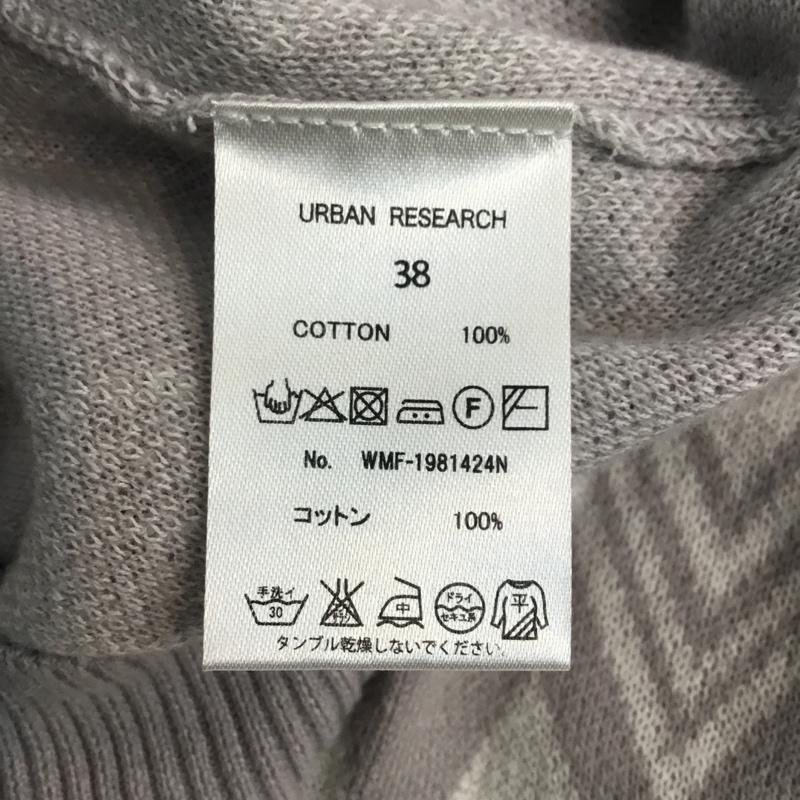 URBAN RESEARCH
38
COTTON 100%
F
No. WMF-1981424N
コットン 100%
手洗イ 30 中 ドライ セキユ系 平
タンブル乾燥しないでください